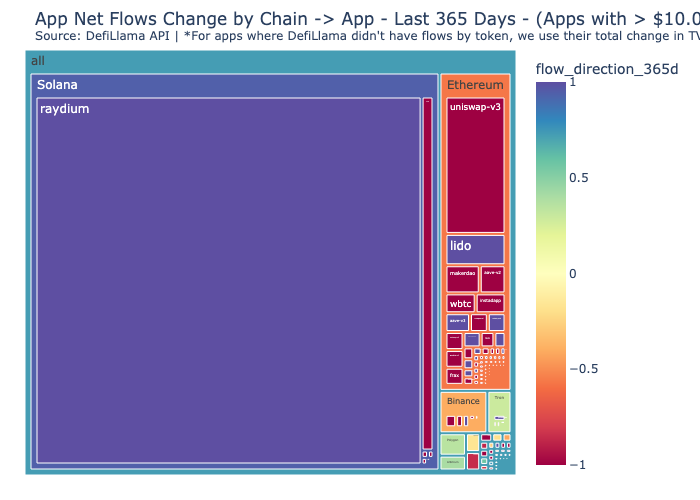 App Net Flows Change by Chain -> App - Last 365 Days - (Apps with > $10.0
Source: DefiLlama API | *For apps where DefiLlama didn't have flows by token, we use their total change in TV
all
Solana
raydium
Ethereum
uniswap-v3
lido
makerdao
aave-v2
wbtc
instadapp
aave-v3
frax
Binance
flow_direction_365d
1
0.5
0
−0.5
−1